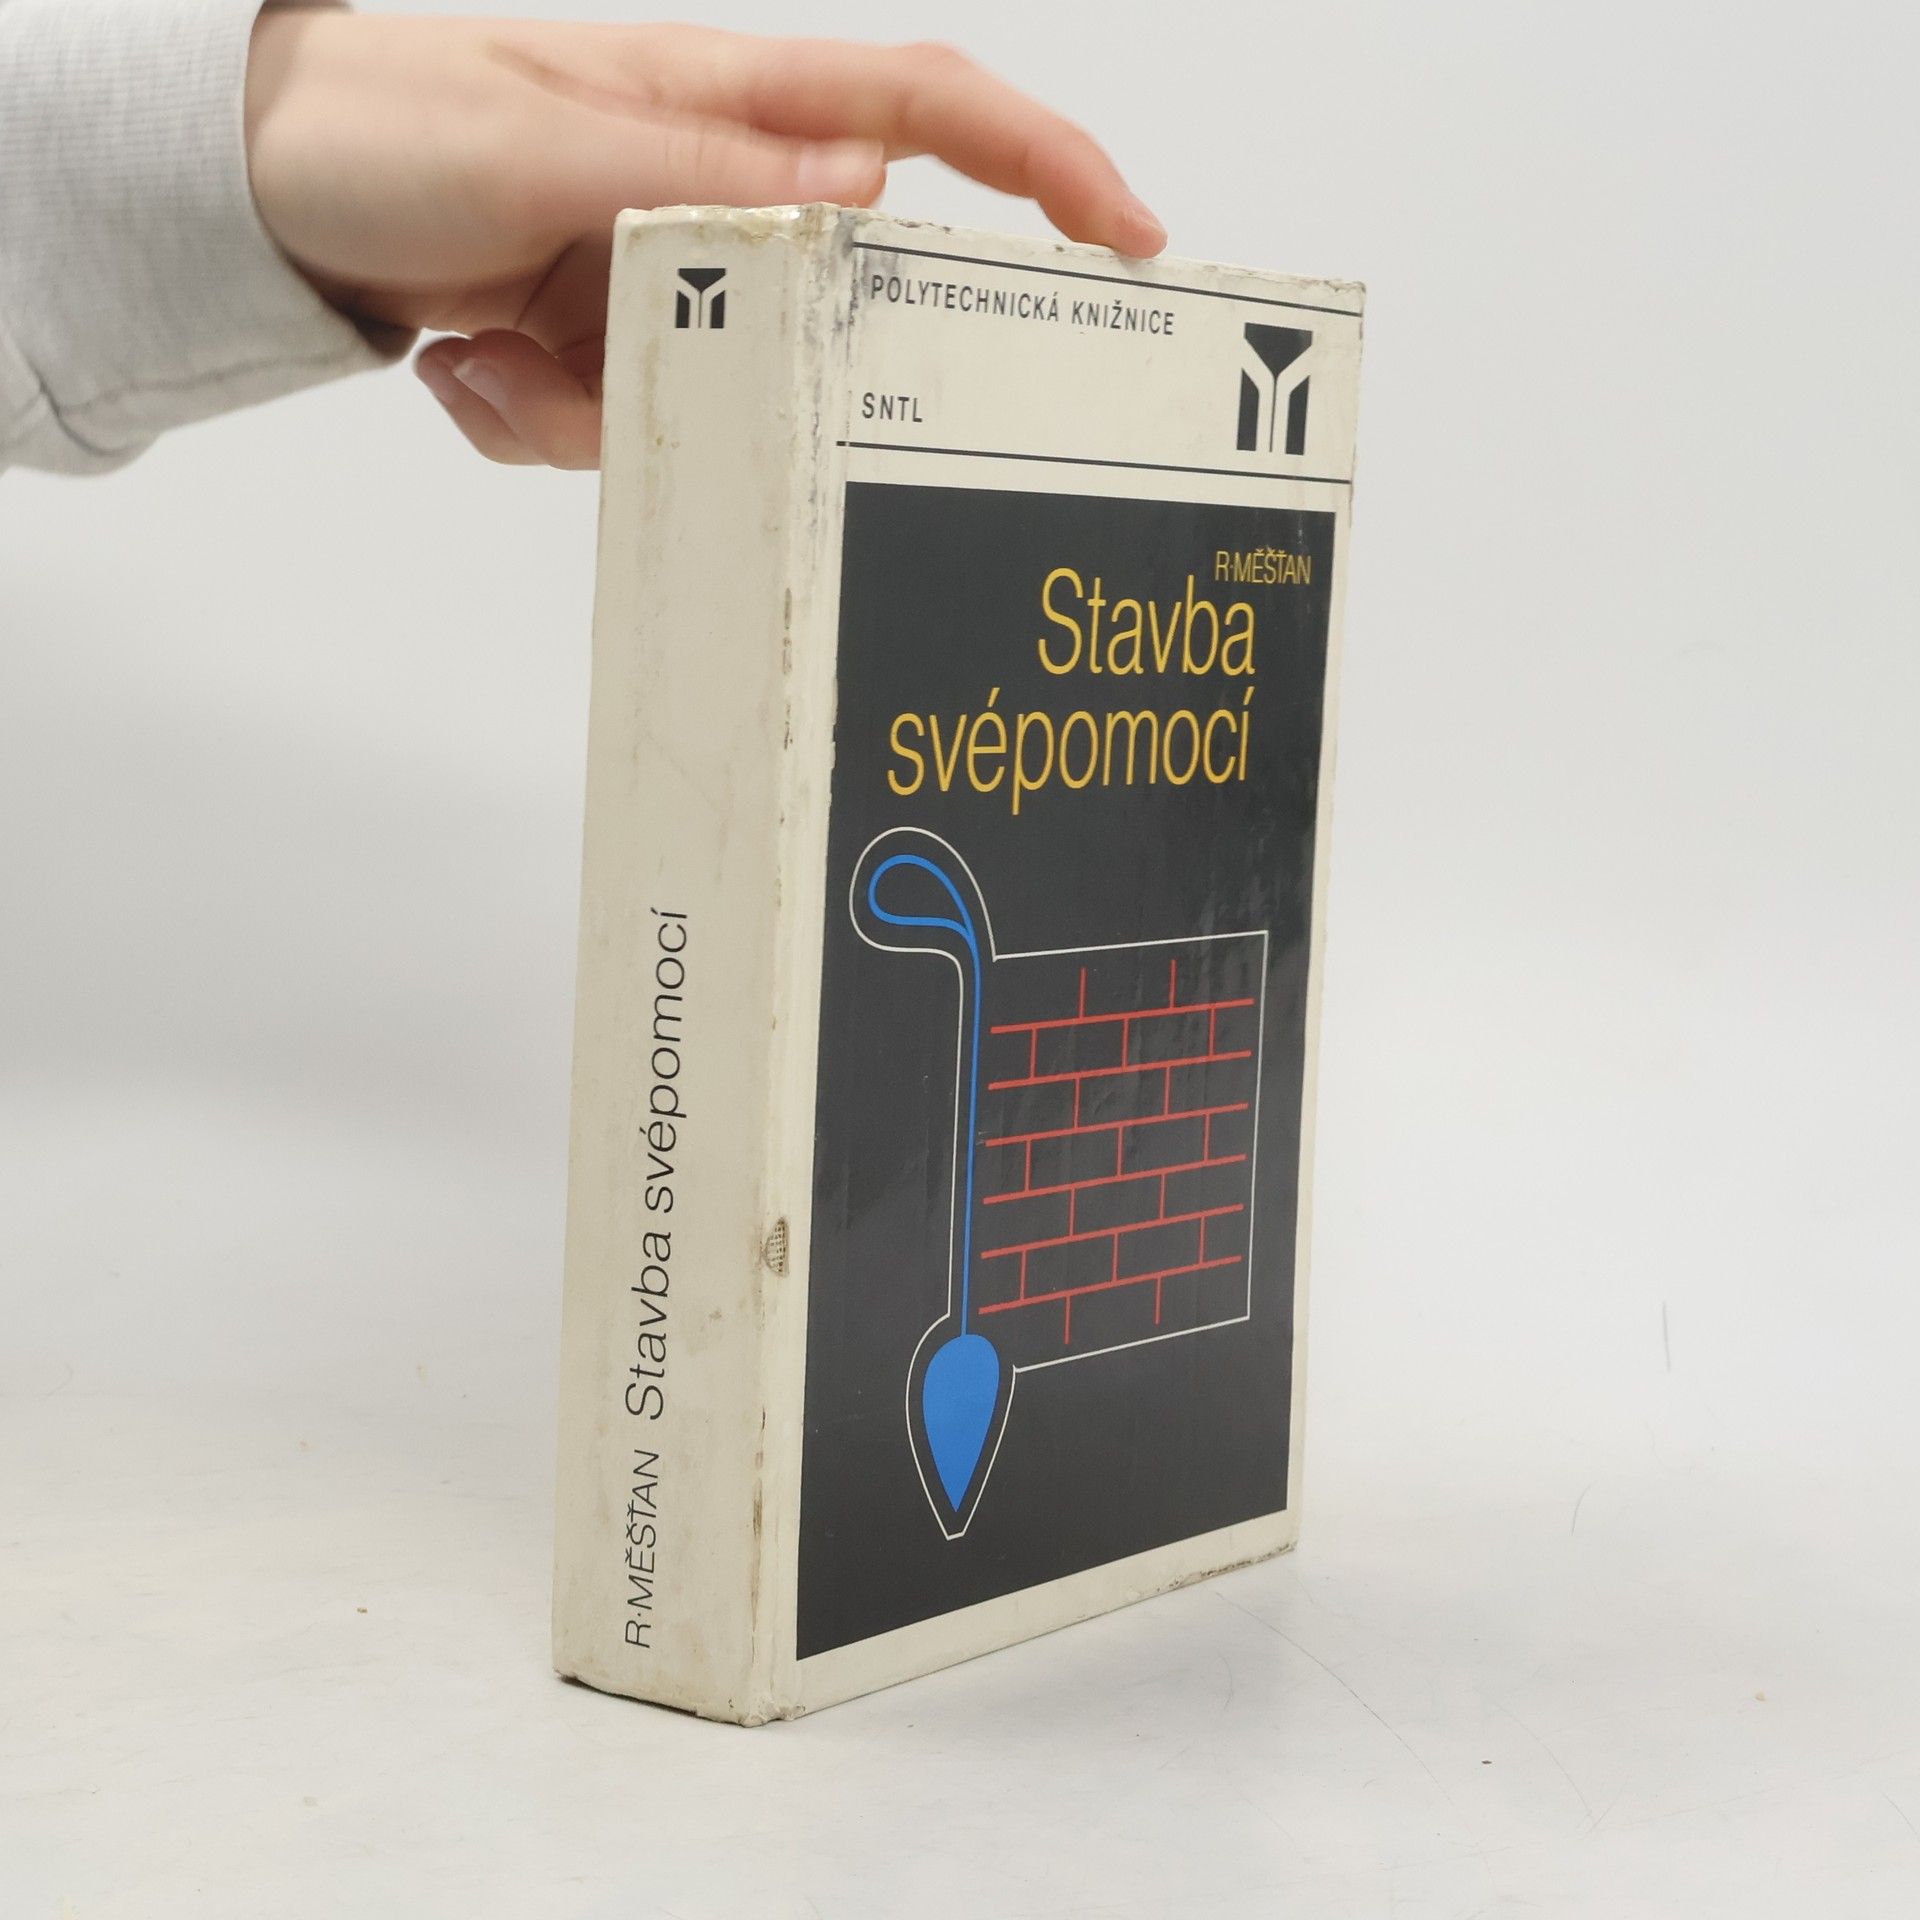 POLYTECHNICKÁ KNIŽNICE
SNTL
R·MĚŠŤAN
Stavba
svépomocí
R·MĚŠŤAN Stavba svépomocí